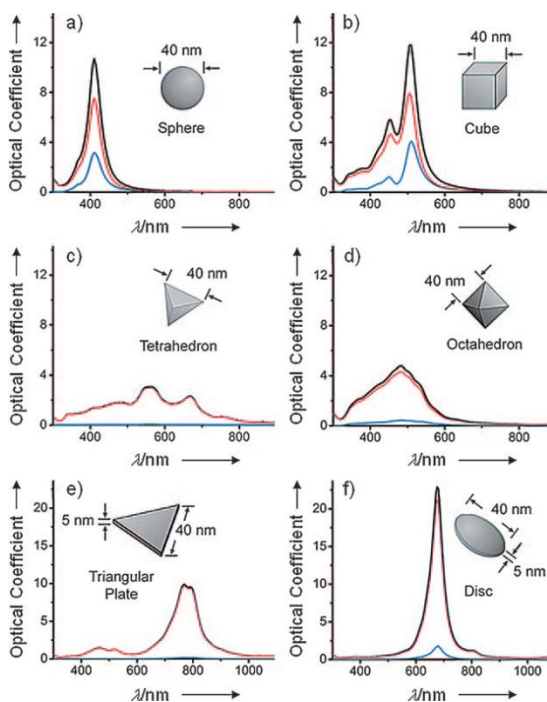 a)
Optical Coefficient
12
8
4
0
40 nm
Sphere
400 600 800
λ/nm
b)
Optical Coefficient
12
8
4
0
40 nm
Cube
400 600 800
λ/nm
c)
Optical Coefficient
12
8
4
0
40 nm
Tetrahedron
400 600 800
λ/nm
d)
Optical Coefficient
12
8
4
0
40 nm
Octahedron
400 600 800
λ/nm
e)
Optical Coefficient
20
15
10
5
0
5 nm
40 nm
Triangular
Plate
400 600 800 1000
λ/nm
f)
Optical Coefficient
20
15
10
5
0
40 nm
5 nm
Disc
400 600 800 1000
λ/nm